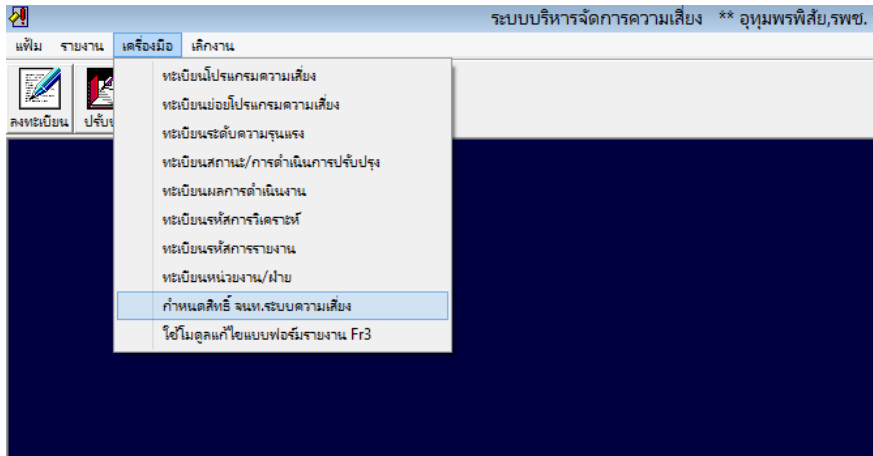 ระบบบริหารจัดการความเสี่ยง ** อุทุมพรพิสัย,รพช.
แฟ้ม รายงาน เครื่องมือ เลิกงาน
ลงทะเบียน
ทะเบียนโปรแกรมความเสี่ยง
ทะเบียนย่อยโปรแกรมความเสี่ยง
ทะเบียนระดับความรุนแรง
ทะเบียนสถานะ/การดำเนินการปรับปรุง
ทะเบียนผลการดำเนินงาน
ทะเบียนรหัสการวิเคราะห์
ทะเบียนรหัสการรายงาน
ทะเบียนหน่วยงาน/ฝ่าย
กำหนดสิทธิ์ จนท.ระบบความเสี่ยง
ใช้โมดูลแก้ไขแบบฟอร์มรายงาน Fr3